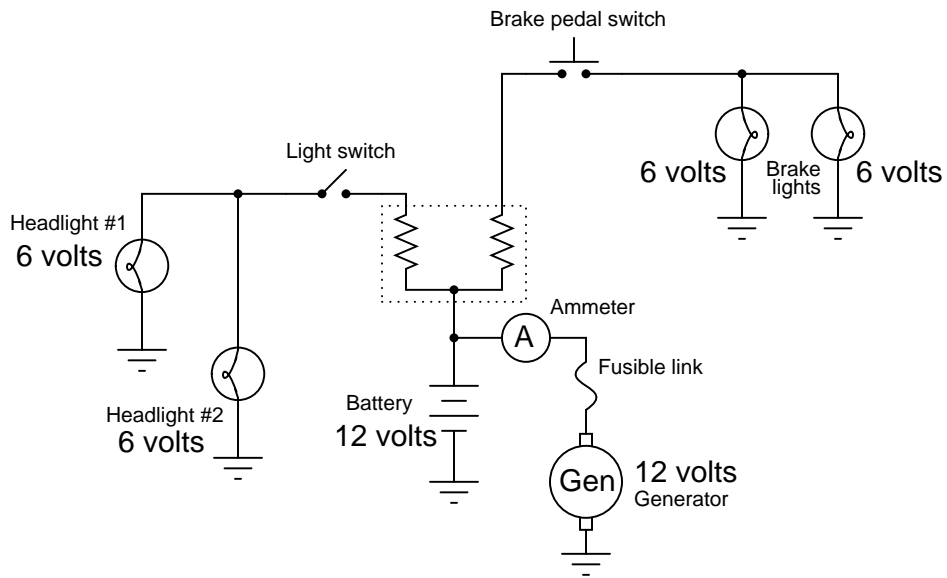 Brake pedal switch
Light switch
6 volts
Brake
lights
6 volts
Headlight #1
6 volts
Ammeter
A
Fusible link
Headlight #2
6 volts
Battery
12 volts
Gen
12 volts
Generator